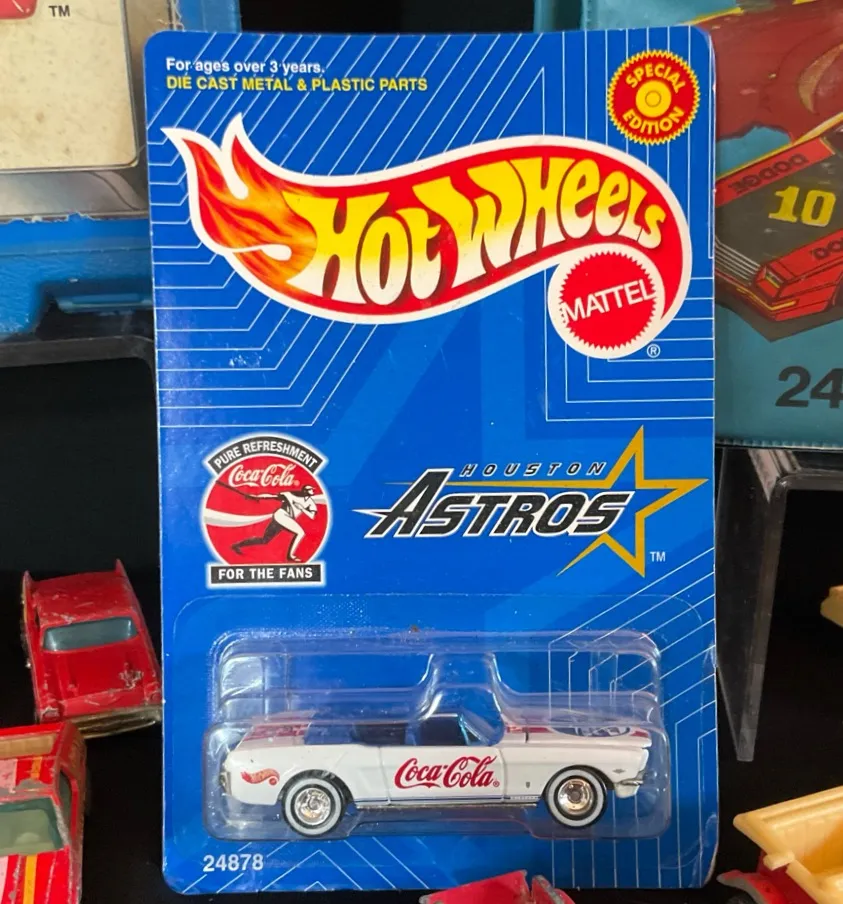 TM
For ages over 3 years.
DIE CAST METAL & PLASTIC PARTS
SPECIAL EDITION
HOT WHEELS
MATTEL
®
DODGE
10
24
PURE REFRESHMENT
Coca-Cola
FOR THE FANS
HOUSTON
ASTROS
TM
Coca-Cola®
24878